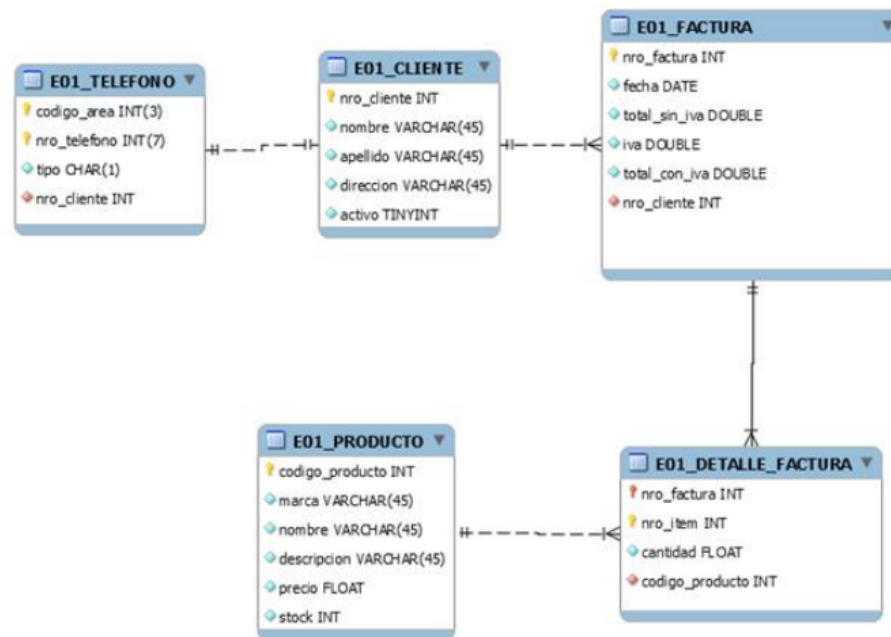 E01_TELEFONO
codigo_area INT(3)
nro_telefono INT(7)
tipo CHAR(1)
nro_cliente INT
E01_CLIENTE
nro_cliente INT
nombre VARCHAR(45)
apellido VARCHAR(45)
direccion VARCHAR(45)
activo TINYINT
E01_FACTURA
nro_factura INT
fecha DATE
total_sin_iva DOUBLE
iva DOUBLE
total_con_iva DOUBLE
nro_cliente INT
E01_PRODUCTO
codigo_producto INT
marca VARCHAR(45)
nombre VARCHAR(45)
descripcion VARCHAR(45)
precio FLOAT
stock INT
E01_DETALLE_FACTURA
nro_factura INT
nro_item INT
cantidad FLOAT
codigo_producto INT